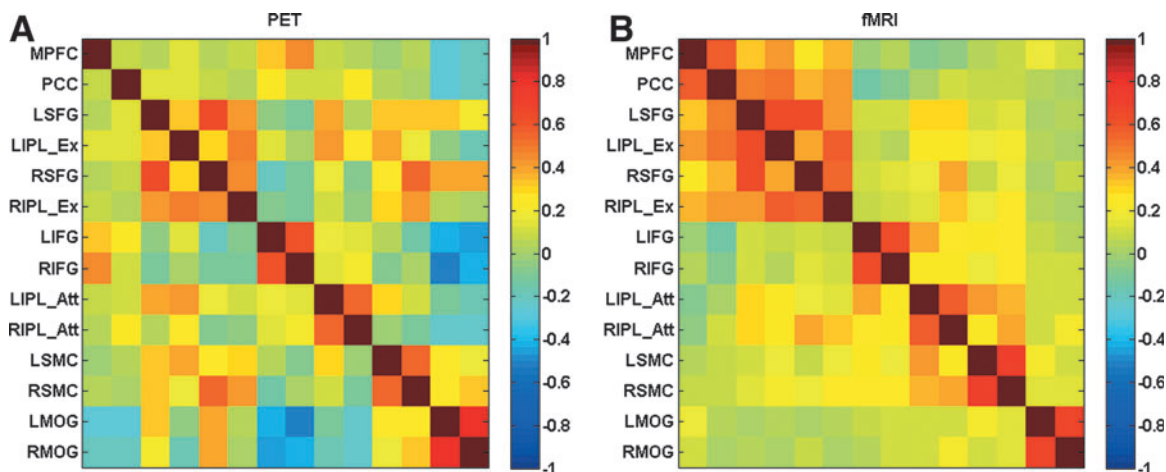 A
PET
MPFC
PCC
LSFG
LIPL_Ex
RSFG
RIPL_Ex
LIFG
RIFG
LIPL_Att
RIPL_Att
LSMC
RSMC
LMOG
RMOG
1
0.8
0.6
0.4
0.2
0
-0.2
-0.4
-0.6
-0.8
-1
B
fMRI
MPFC
PCC
LSFG
LIPL_Ex
RSFG
RIPL_Ex
LIFG
RIFG
LIPL_Att
RIPL_Att
LSMC
RSMC
LMOG
RMOG
1
0.8
0.6
0.4
0.2
0
-0.2
-0.4
-0.6
-0.8
-1